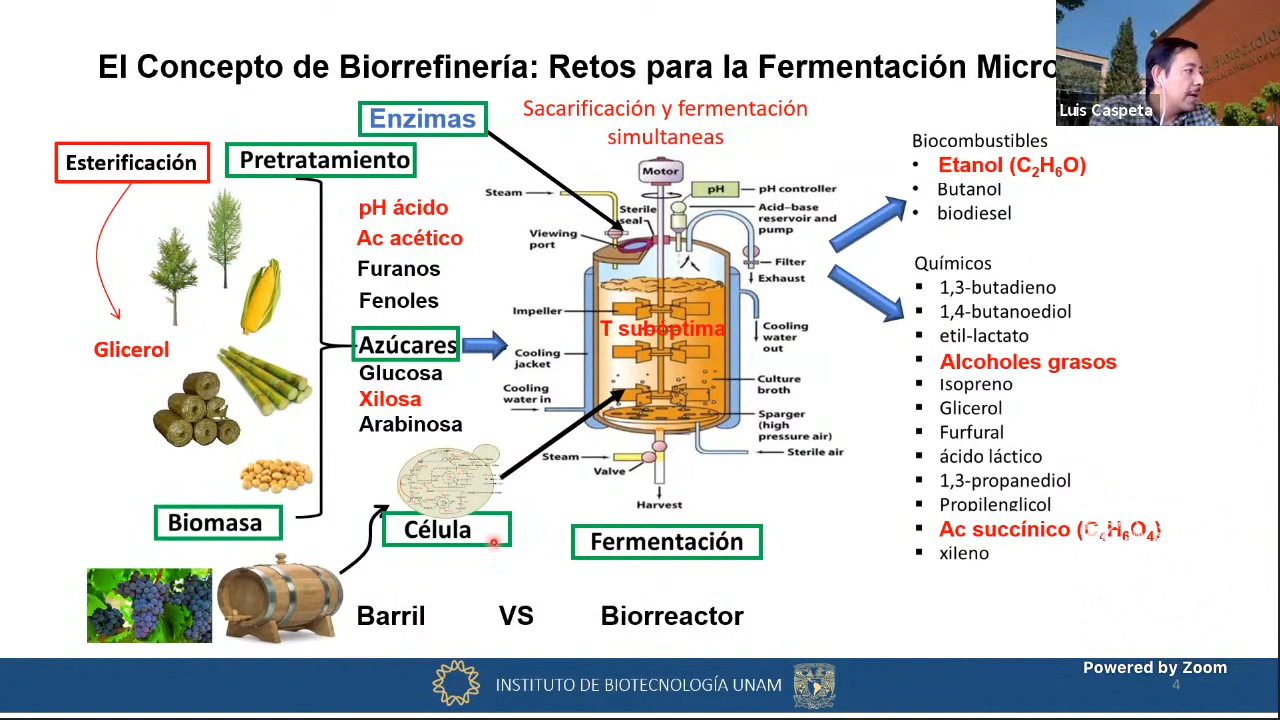 El Concepto de Biorrefinería: Retos para la Fermentación Micro
Luis Caspeta
Enzimas
Sacarificación y fermentación
simultaneas
Esterificación
Pretratamiento
pH ácido
Ac acético
Furanos
Fenoles
Glicerol
Azúcares
Glucosa
Xilosa
Arabinosa
Biomasa
Célula
Motor
pH
pH controller
Steam
Sterile
seal
Acid–base
reservoir and
pump
Viewing
port
Filter
Exhaust
Impeller
T subóptima
Cooling
water
out
Cooling
jacket
Culture
broth
Cooling
water in
Sparger
(high
pressure air)
Steam
Sterile air
Valve
Harvest
Fermentación
Biocombustibles
• Etanol (C2H6O)
• Butanol
• biodiesel
Químicos
▪ 1,3-butadieno
▪ 1,4-butanoediol
▪ etil-lactato
▪ Alcoholes grasos
▪ Isopreno
▪ Glicerol
▪ Furfural
▪ ácido láctico
▪ 1,3-propanediol
▪ Propilenglicol
▪ Ac succínico (C4H6O4)
▪ xileno
Barril VS Biorreactor
INSTITUTO DE BIOTECNOLOGÍA UNAM
Powered by Zoom
4